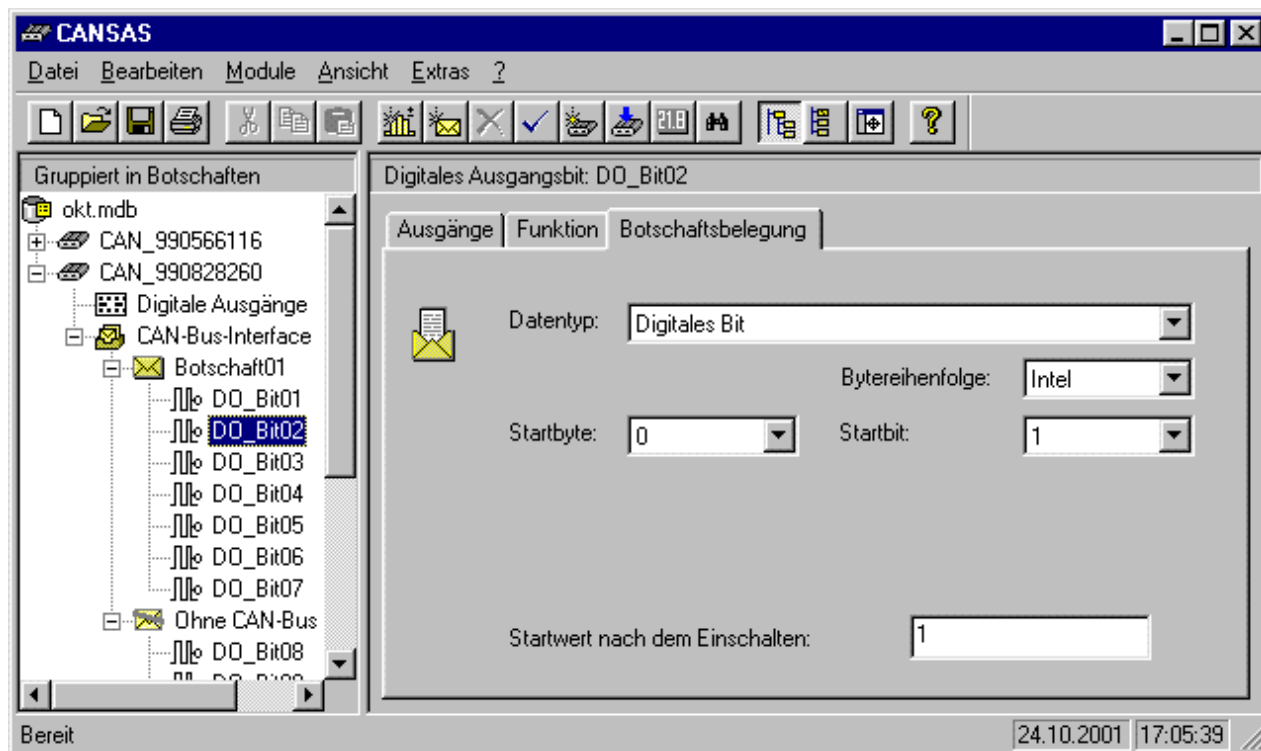 CANSAS
Datei Bearbeiten Module Ansicht Extras ?
21.8
Gruppiert in Botschaften
okt.mdb
CAN_990566116
CAN_990828260
Digitale Ausgänge
CAN-Bus-Interface
Botschaft01
DO_Bit01
DO_Bit02
DO_Bit03
DO_Bit04
DO_Bit05
DO_Bit06
DO_Bit07
Ohne CAN-Bus
DO_Bit08
Digitales Ausgangsbit: DO_Bit02
Ausgänge Funktion Botschaftsbelegung
Datentyp: Digitales Bit
Bytereihenfolge: Intel
Startbyte: 0 Startbit: 1
Startwert nach dem Einschalten: 1
Bereit 24.10.2001 17:05:39